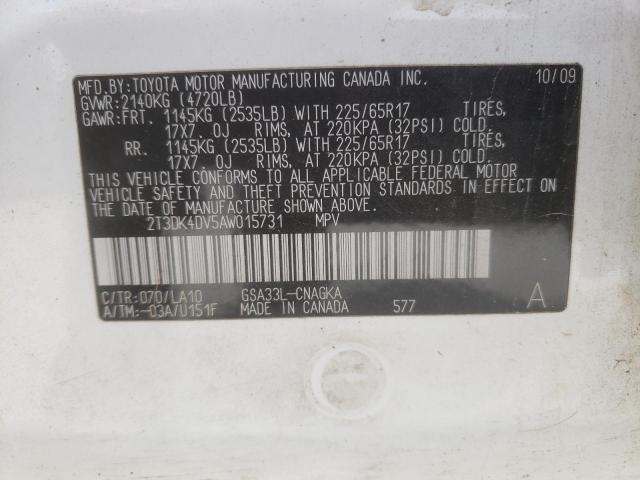 MFD.BY:TOYOTA MOTOR MANUFACTURING CANADA INC. 10/09
GVWR:2140KG (4720LB)
GAWR:FRT. 1145KG (2535LB) WITH 225/65R17 TIRES,
17X7.0J RIMS, AT 220KPA (32PSI) COLD.
RR. 1145KG (2535LB) WITH 225/65R17 TIRES,
17X7.0J RIMS, AT 220KPA (32PSI) COLD.
THIS VEHICLE CONFORMS TO ALL APPLICABLE FEDERAL MOTOR
VEHICLE SAFETY AND THEFT PREVENTION STANDARDS IN EFFECT ON
THE DATE OF MANUFACTURE SHOWN ABOVE.
2T3DK4DV5AW015731 MPV
C/TR:070/LA10 GSA33L-CNAGKA
A/TM:-03A/U151F MADE IN CANADA 577 A